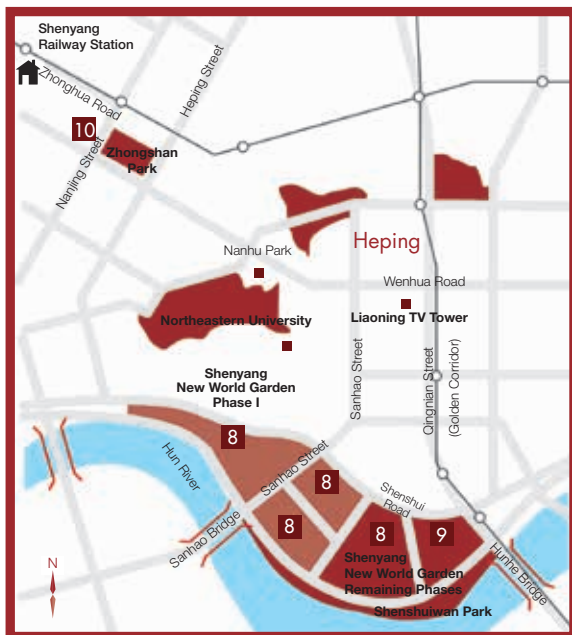 Shenyang
Railway Station
Zhonghua Road
Heping Street
10
Zhongshan
Park
Nanjing Street
Heping
Nanhu Park
Wenhua Road
Northeastern University
Liaoning TV Tower
Sanhao Street
Qingnian Street
(Golden Corridor)
Shenyang
New World Garden
Phase I
8
Hun River
Sanhao Street
8
Shenshui
Road
Sanhao Bridge
8
8
9
Hunhe Bridge
Shenyang
New World Garden
Remaining Phases
Shenshuiwan Park
N